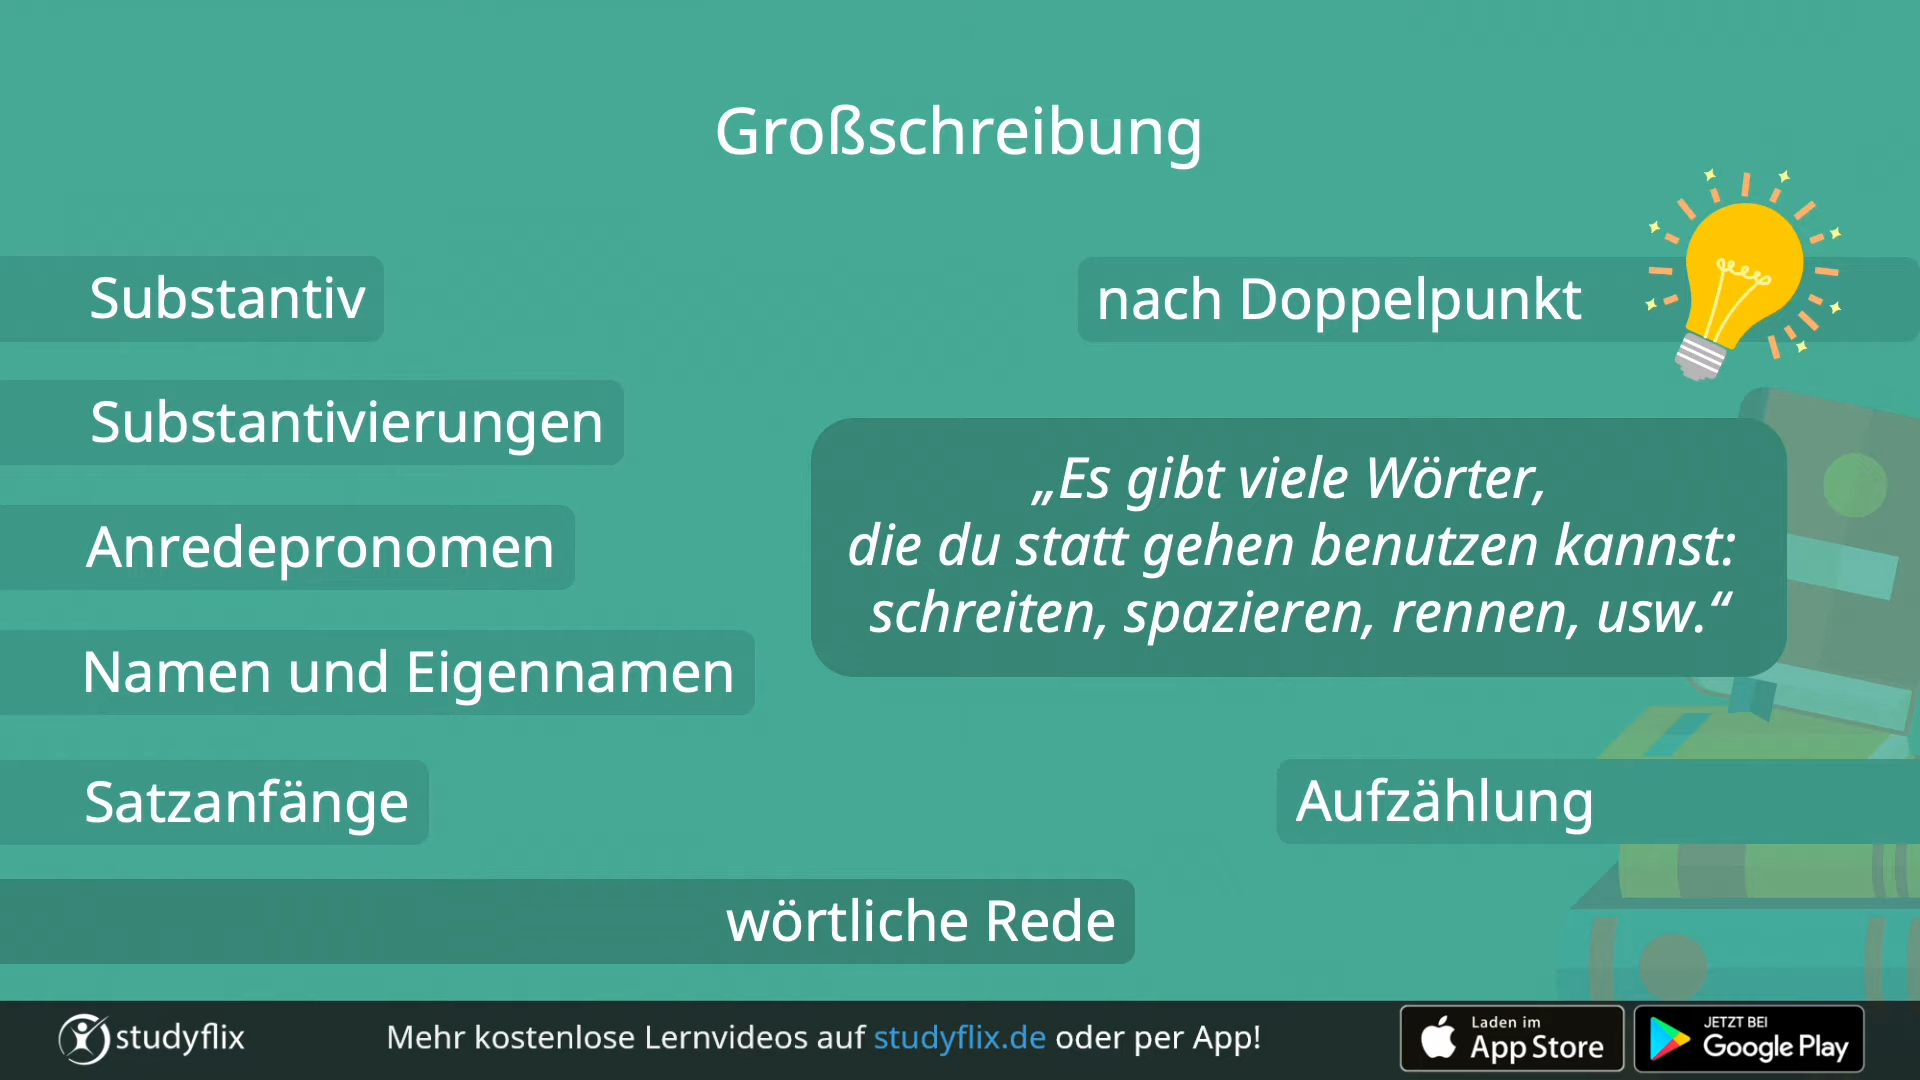 Großschreibung
Substantiv
Substantivierungen
Anredepronomen
Namen und Eigennamen
Satzanfänge
wörtliche Rede
nach Doppelpunkt
„Es gibt viele Wörter,
die du statt gehen benutzen kannst:
schreiten, spazieren, rennen, usw.“
Aufzählung
studyflix
Mehr kostenlose Lernvideos auf studyflix.de oder per App!
Laden im
App Store
JETZT BEI
Google Play